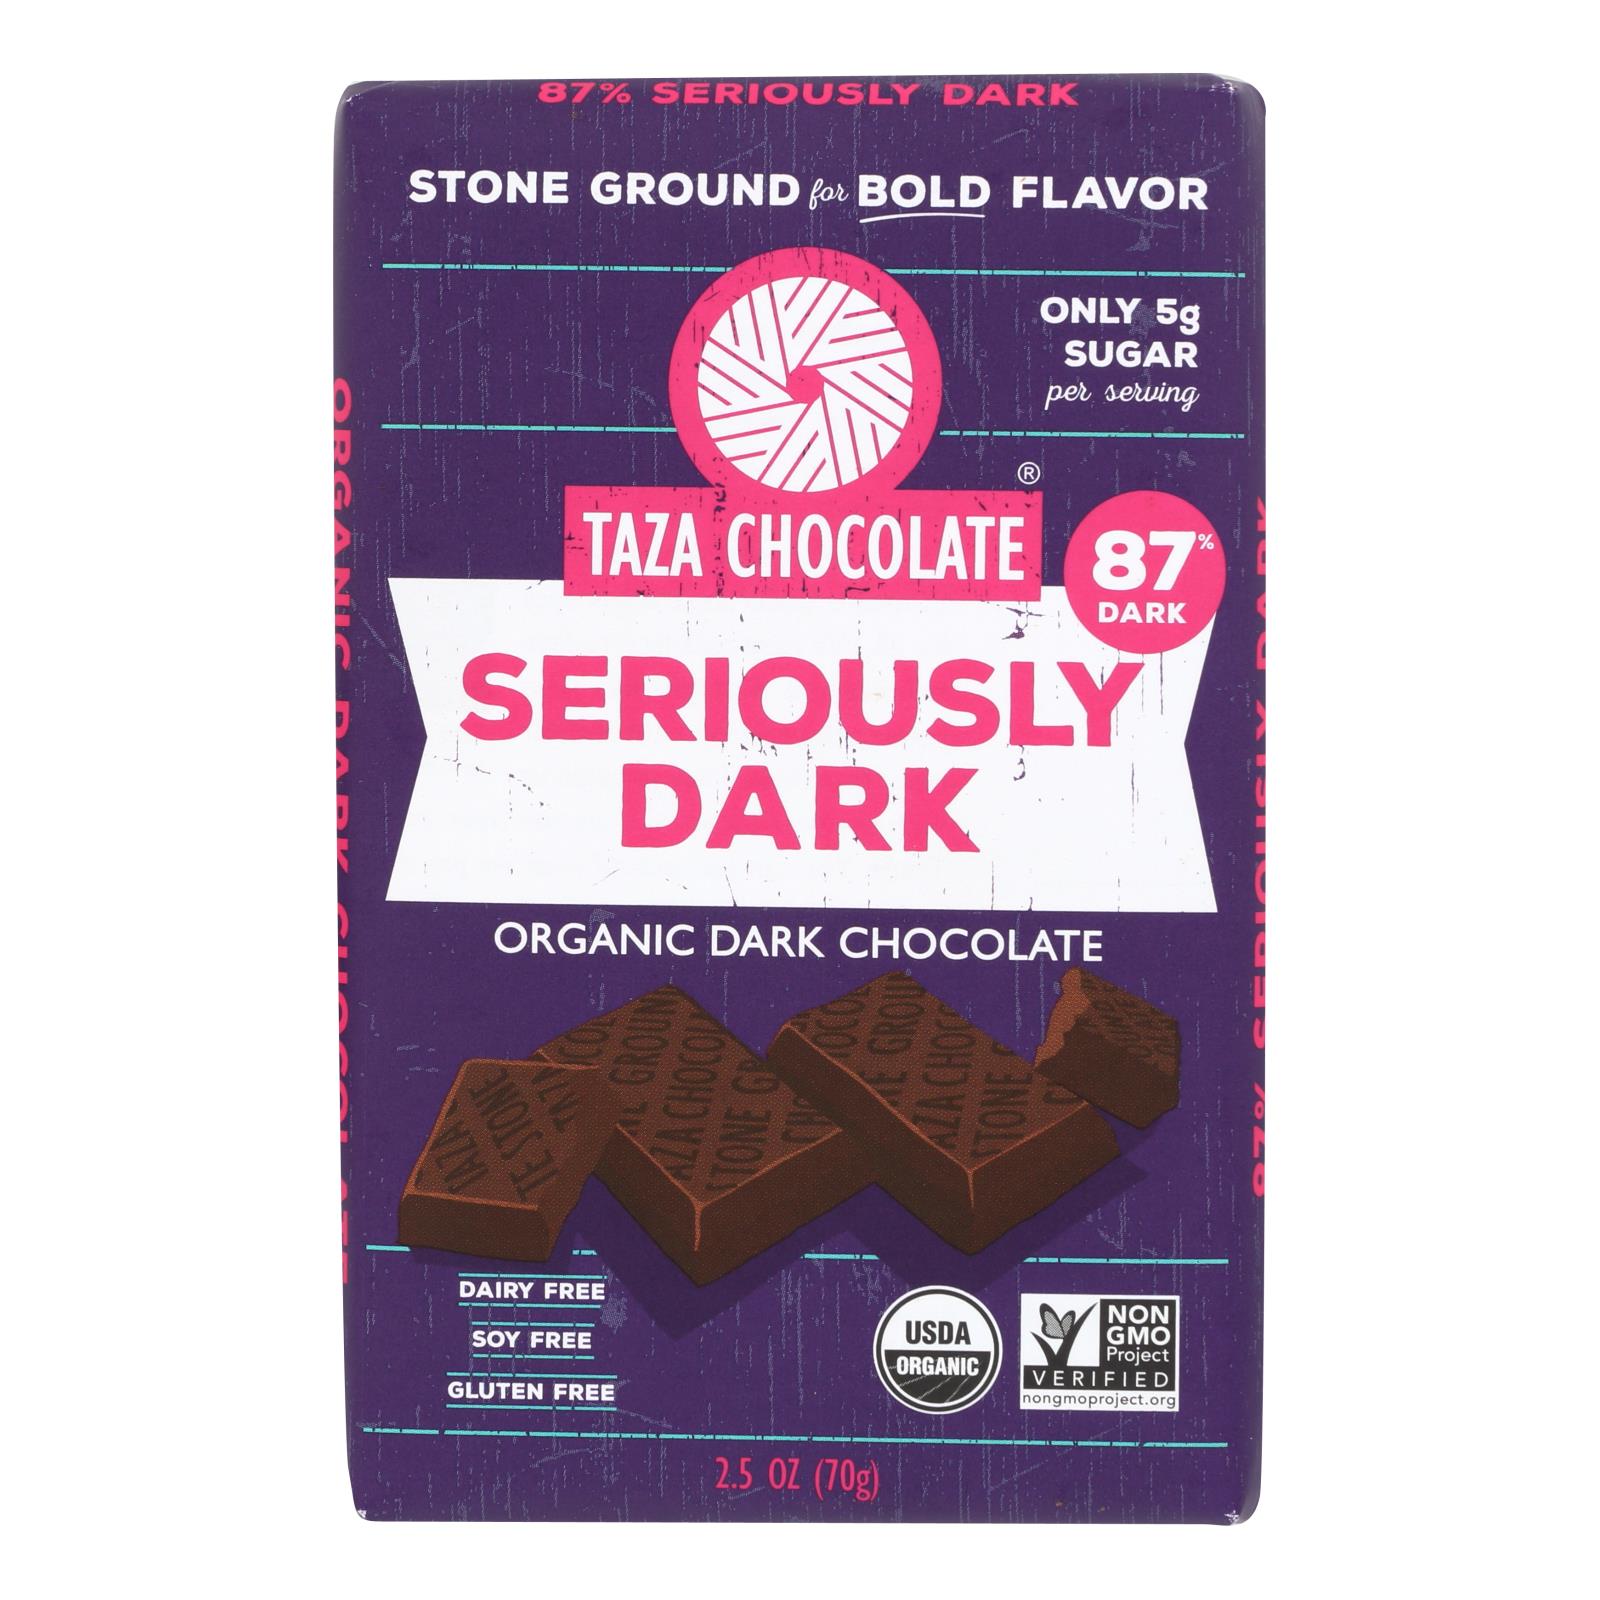 87% SERIOUSLY DARK
STONE GROUND for BOLD FLAVOR
ONLY 5g
SUGAR
per serving
®
TAZA CHOCOLATE
87%
DARK
SERIOUSLY
DARK
ORGANIC DARK CHOCOLATE
ORGANIC DARK CHOCOLATE
87% SERIOUSLY DARK
DAIRY FREE
SOY FREE
GLUTEN FREE
USDA
ORGANIC
NON
GMO
Project
VERIFIED
nongmoproject.org
2.5 OZ (70g)